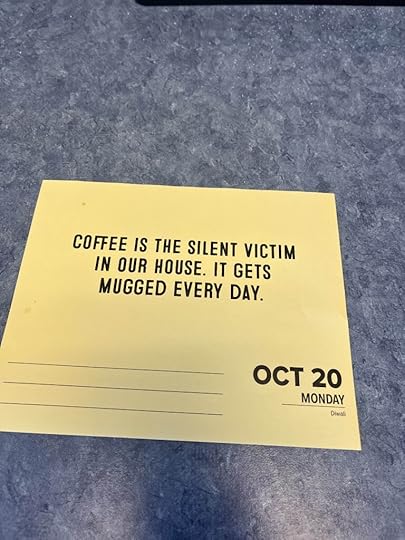 COFFEE IS THE SILENT VICTIM
IN OUR HOUSE. IT GETS
MUGGED EVERY DAY.
OCT 20
MONDAY
Diwali